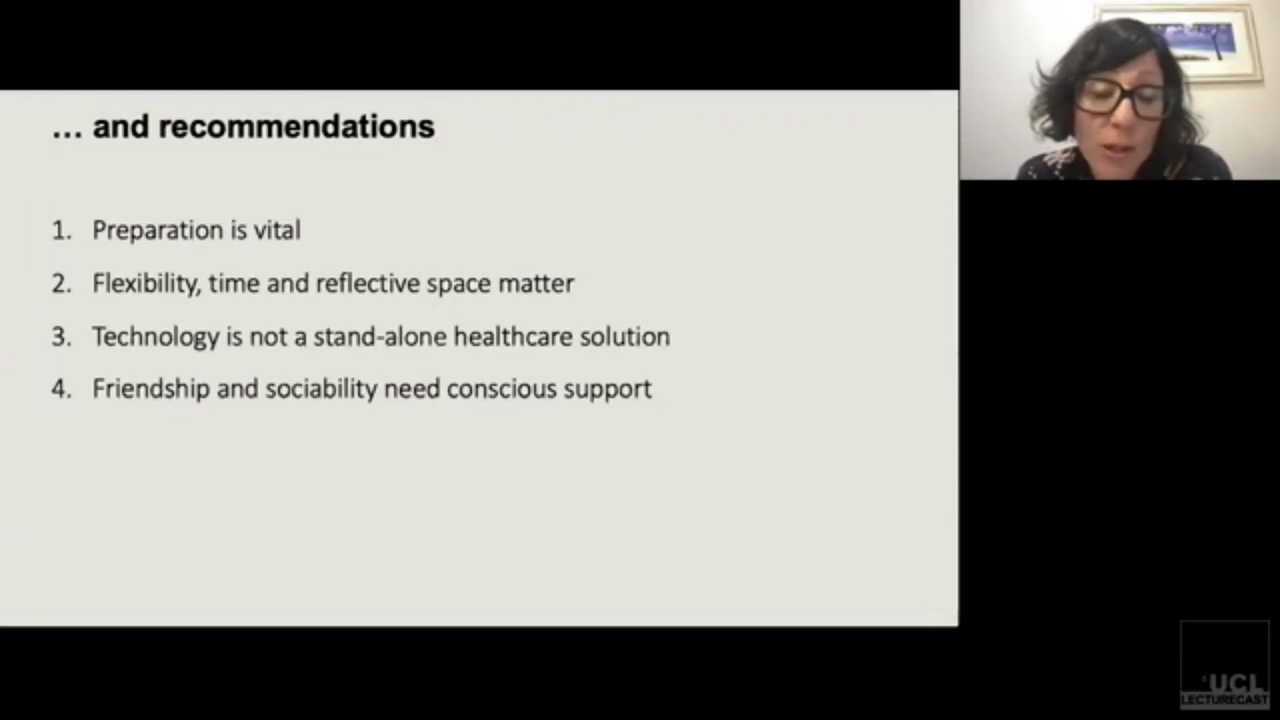 ... and recommendations
1. Preparation is vital
2. Flexibility, time and reflective space matter
3. Technology is not a stand-alone healthcare solution
4. Friendship and sociability need conscious support
UCL
LECTURECAST